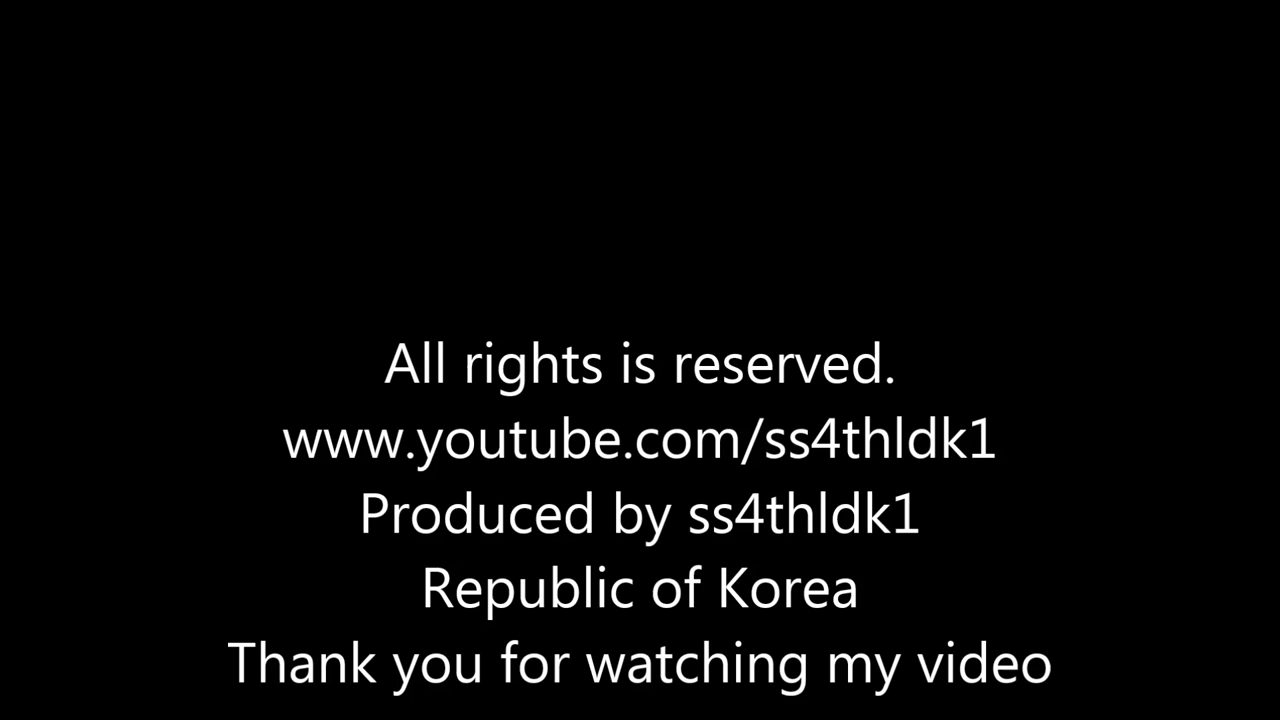 All rights is reserved.
www.youtube.com/ss4thldk1
Produced by ss4thldk1
Republic of Korea
Thank you for watching my video